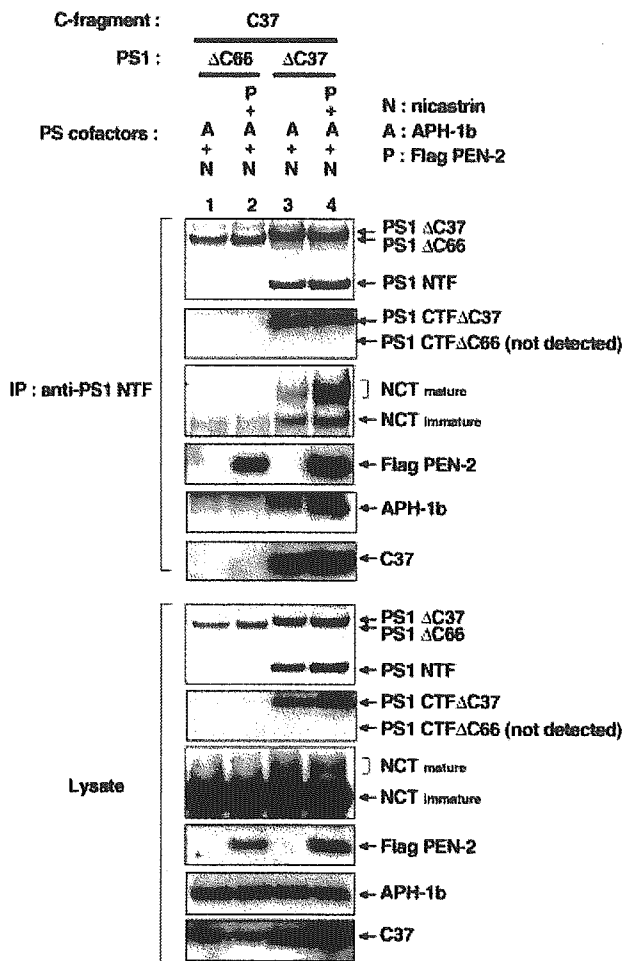 C-fragment : C37
PS1: ΔC66 ΔC37
P P
+ +
PS cofactors : A A A A
+ + + +
N N N N
N : nicastrin
A : APH-1b
P : Flag PEN-2
1 2 3 4
IP : anti-PS1 NTF
PS1 ΔC37
PS1 ΔC66
PS1 NTF
PS1 CTFΔC37
PS1 CTFΔC66 (not detected)
NCT mature
NCT immature
Flag PEN-2
APH-1b
C37
Lysate
PS1 ΔC37
PS1 ΔC66
PS1 NTF
PS1 CTFΔC37
PS1 CTFΔC66 (not detected)
NCT mature
NCT immature
Flag PEN-2
APH-1b
C37